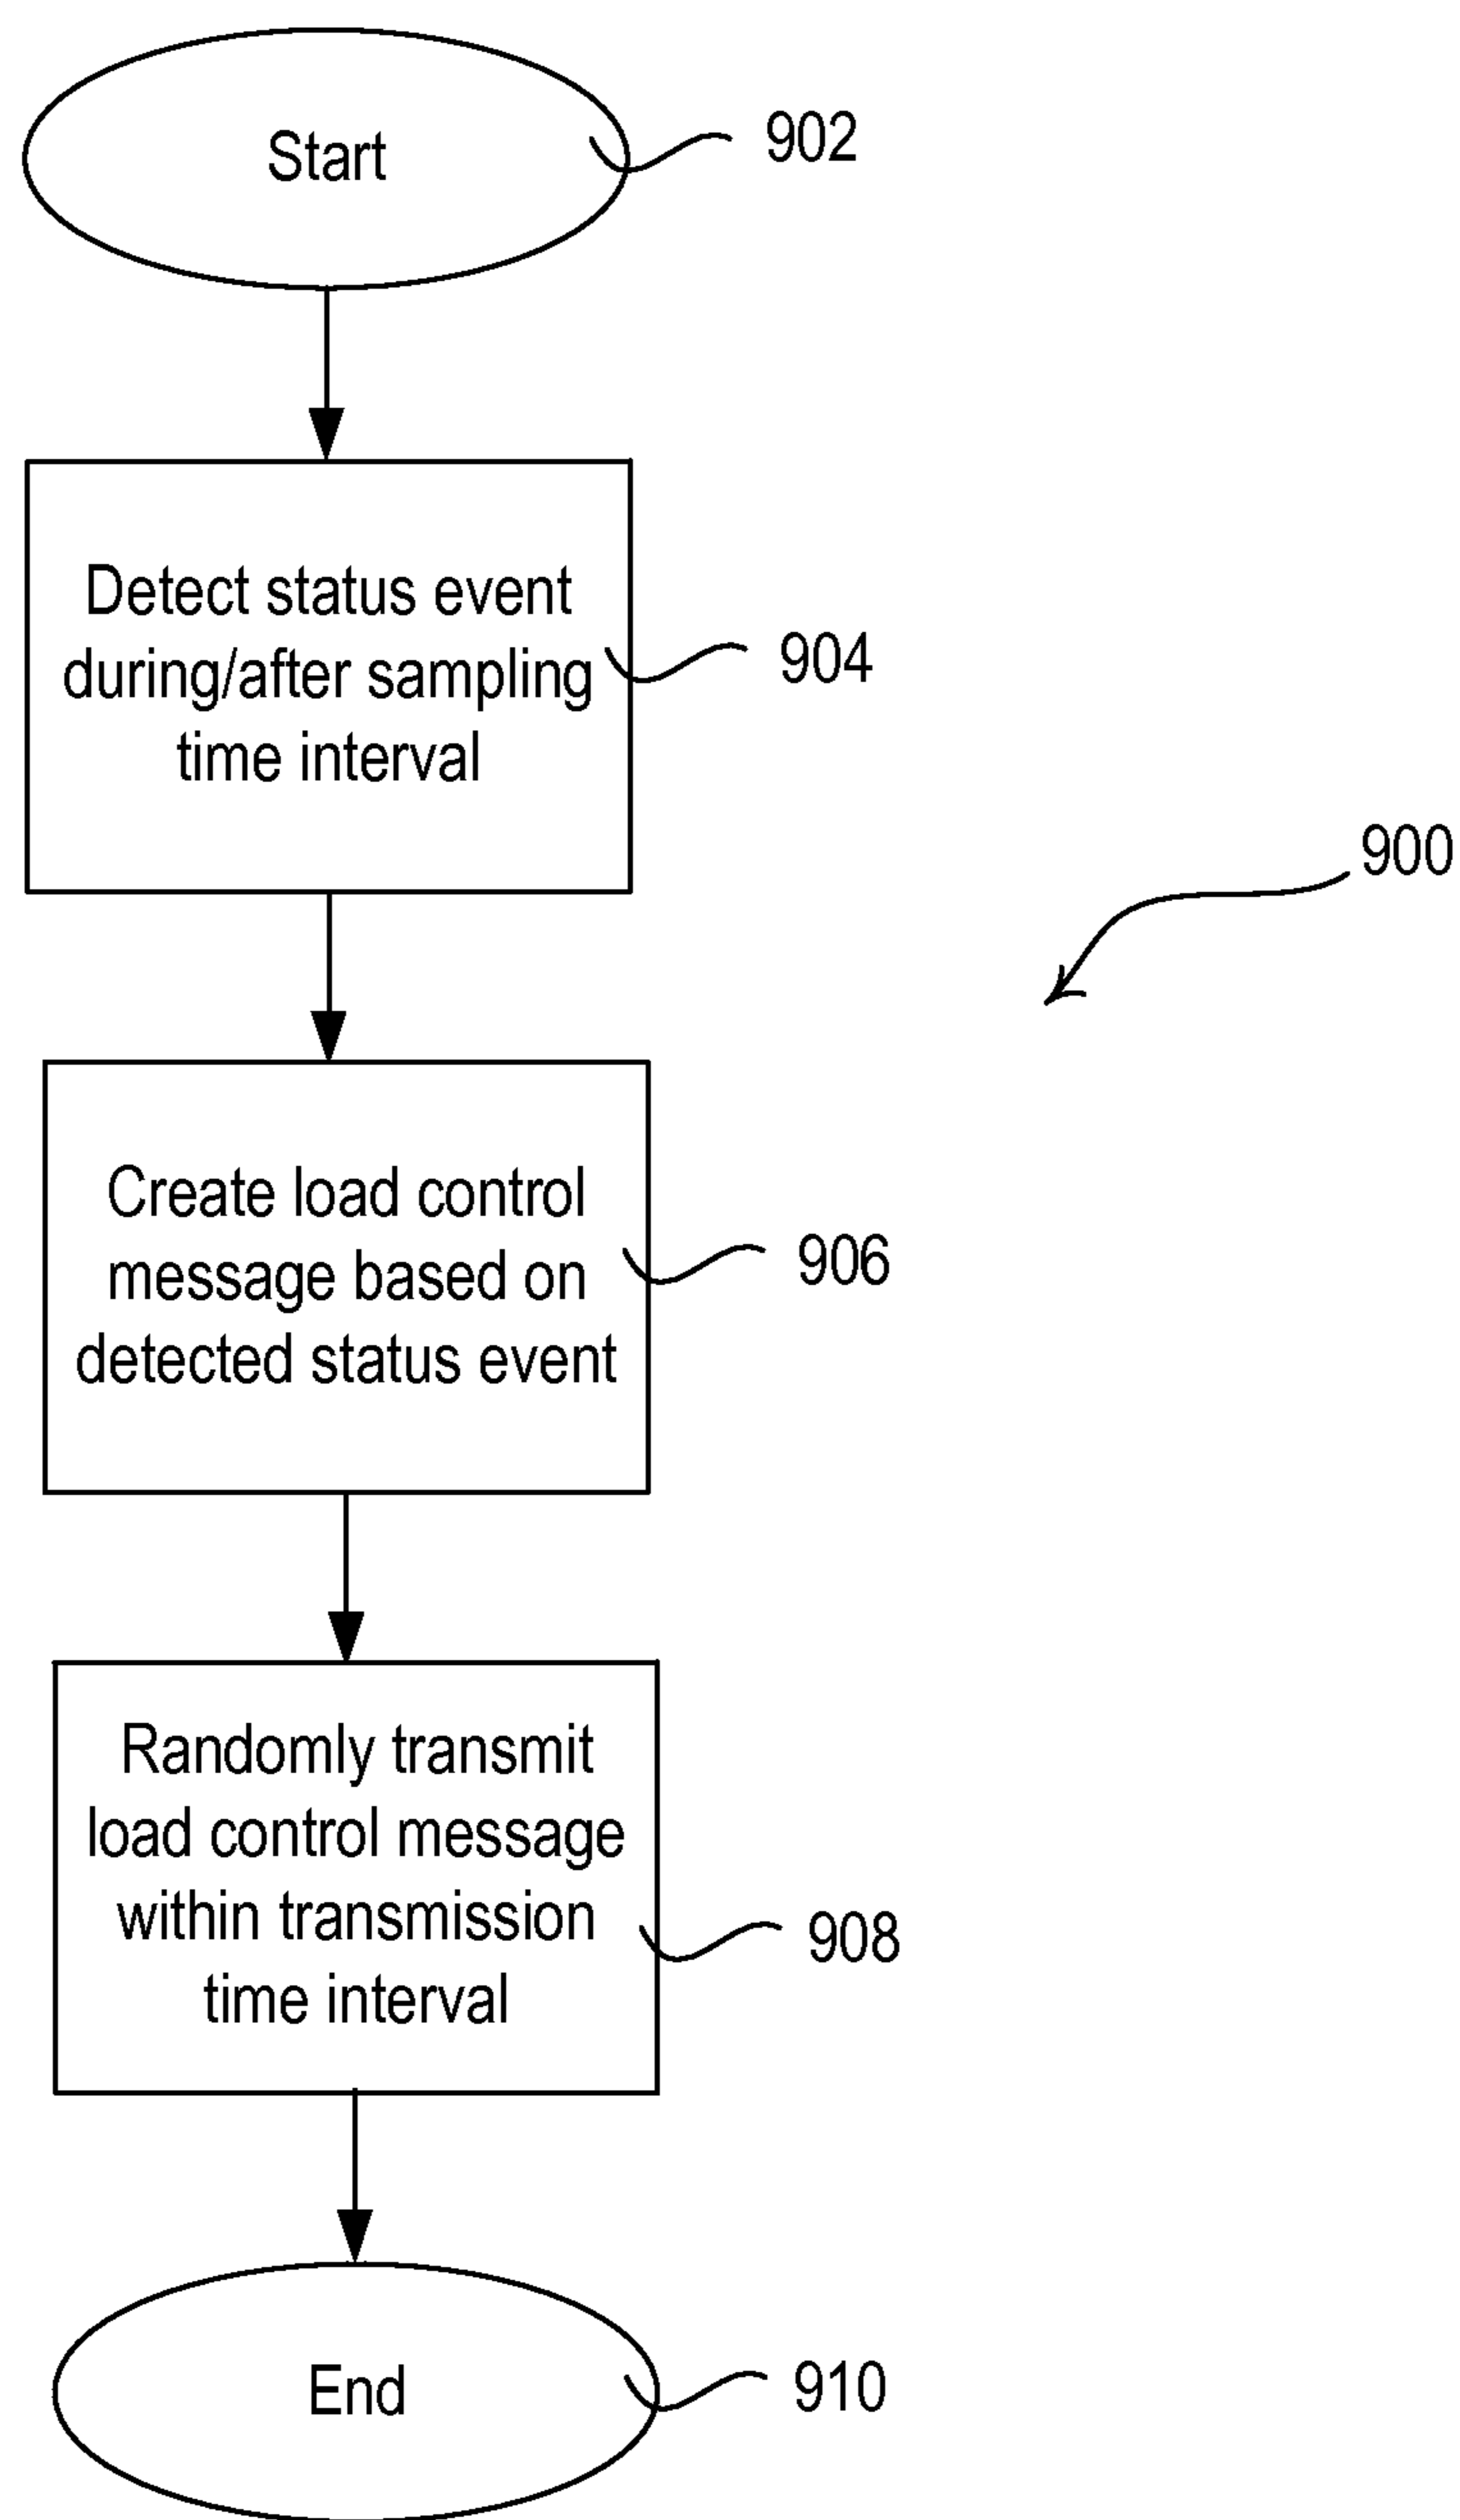 Start
902
Detect status event
during/after sampling
time interval
904
900
Create load control
message based on
detected status event
906
Randomly transmit
load control message
within transmission
time interval
908
End
910